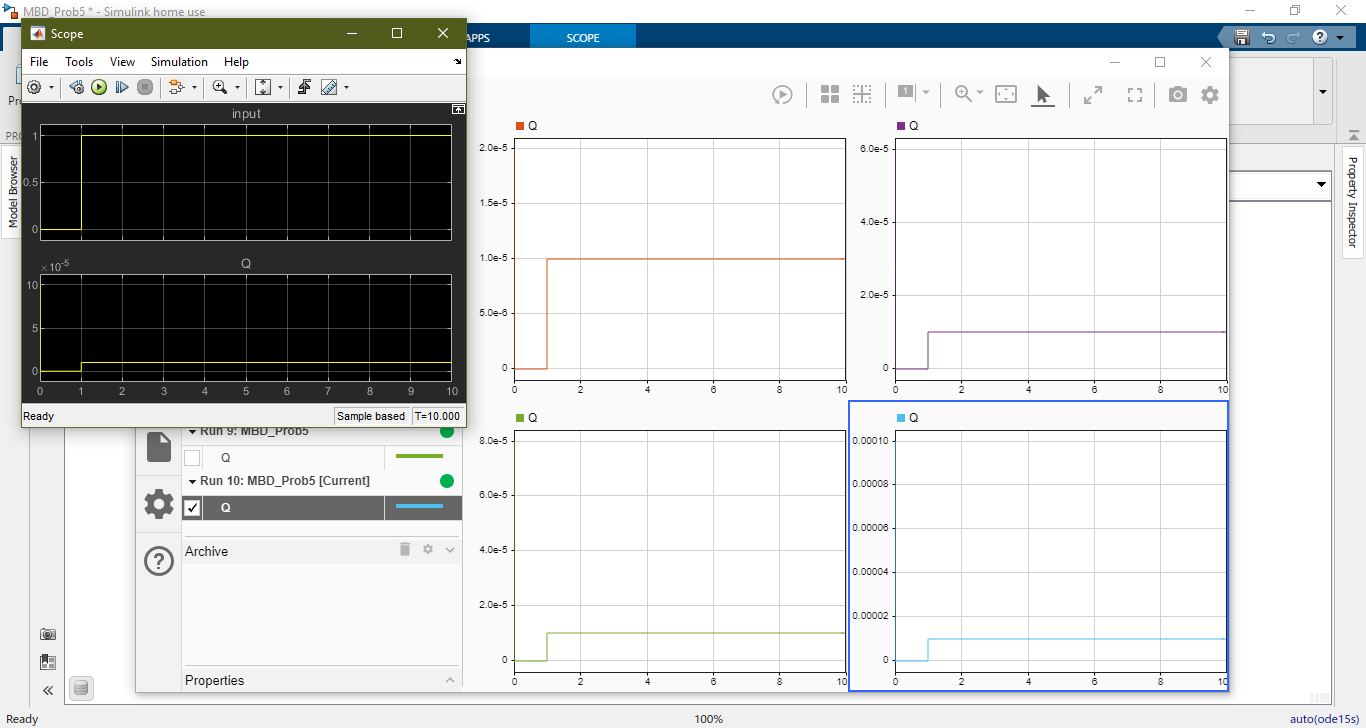 MBD_Prob5 * - Simulink home use
Scope
APPS
SCOPE
File Tools View Simulation Help
input
1
0.5
0
Q
×10⁻⁵
10
5
0
0 1 2 3 4 5 6 7 8 9 10
Ready
Sample based T=10.000
PRO
Model Browser
Property Inspector
1
Q
2.0e-5
1.5e-5
1.0e-5
5.0e-6
0
0 2 4 6 8 10
Q
6.0e-5
4.0e-5
2.0e-5
0
0 2 4 6 8 10
Run 9: MBD_Prob5
Q
Run 10: MBD_Prob5 [Current]
Q
Archive
Properties
Q
8.0e-5
6.0e-5
4.0e-5
2.0e-5
0
0 2 4 6 8 10
Q
0.00010
0.00008
0.00006
0.00004
0.00002
0
0 2 4 6 8 10
Ready
100%
auto(ode15s)